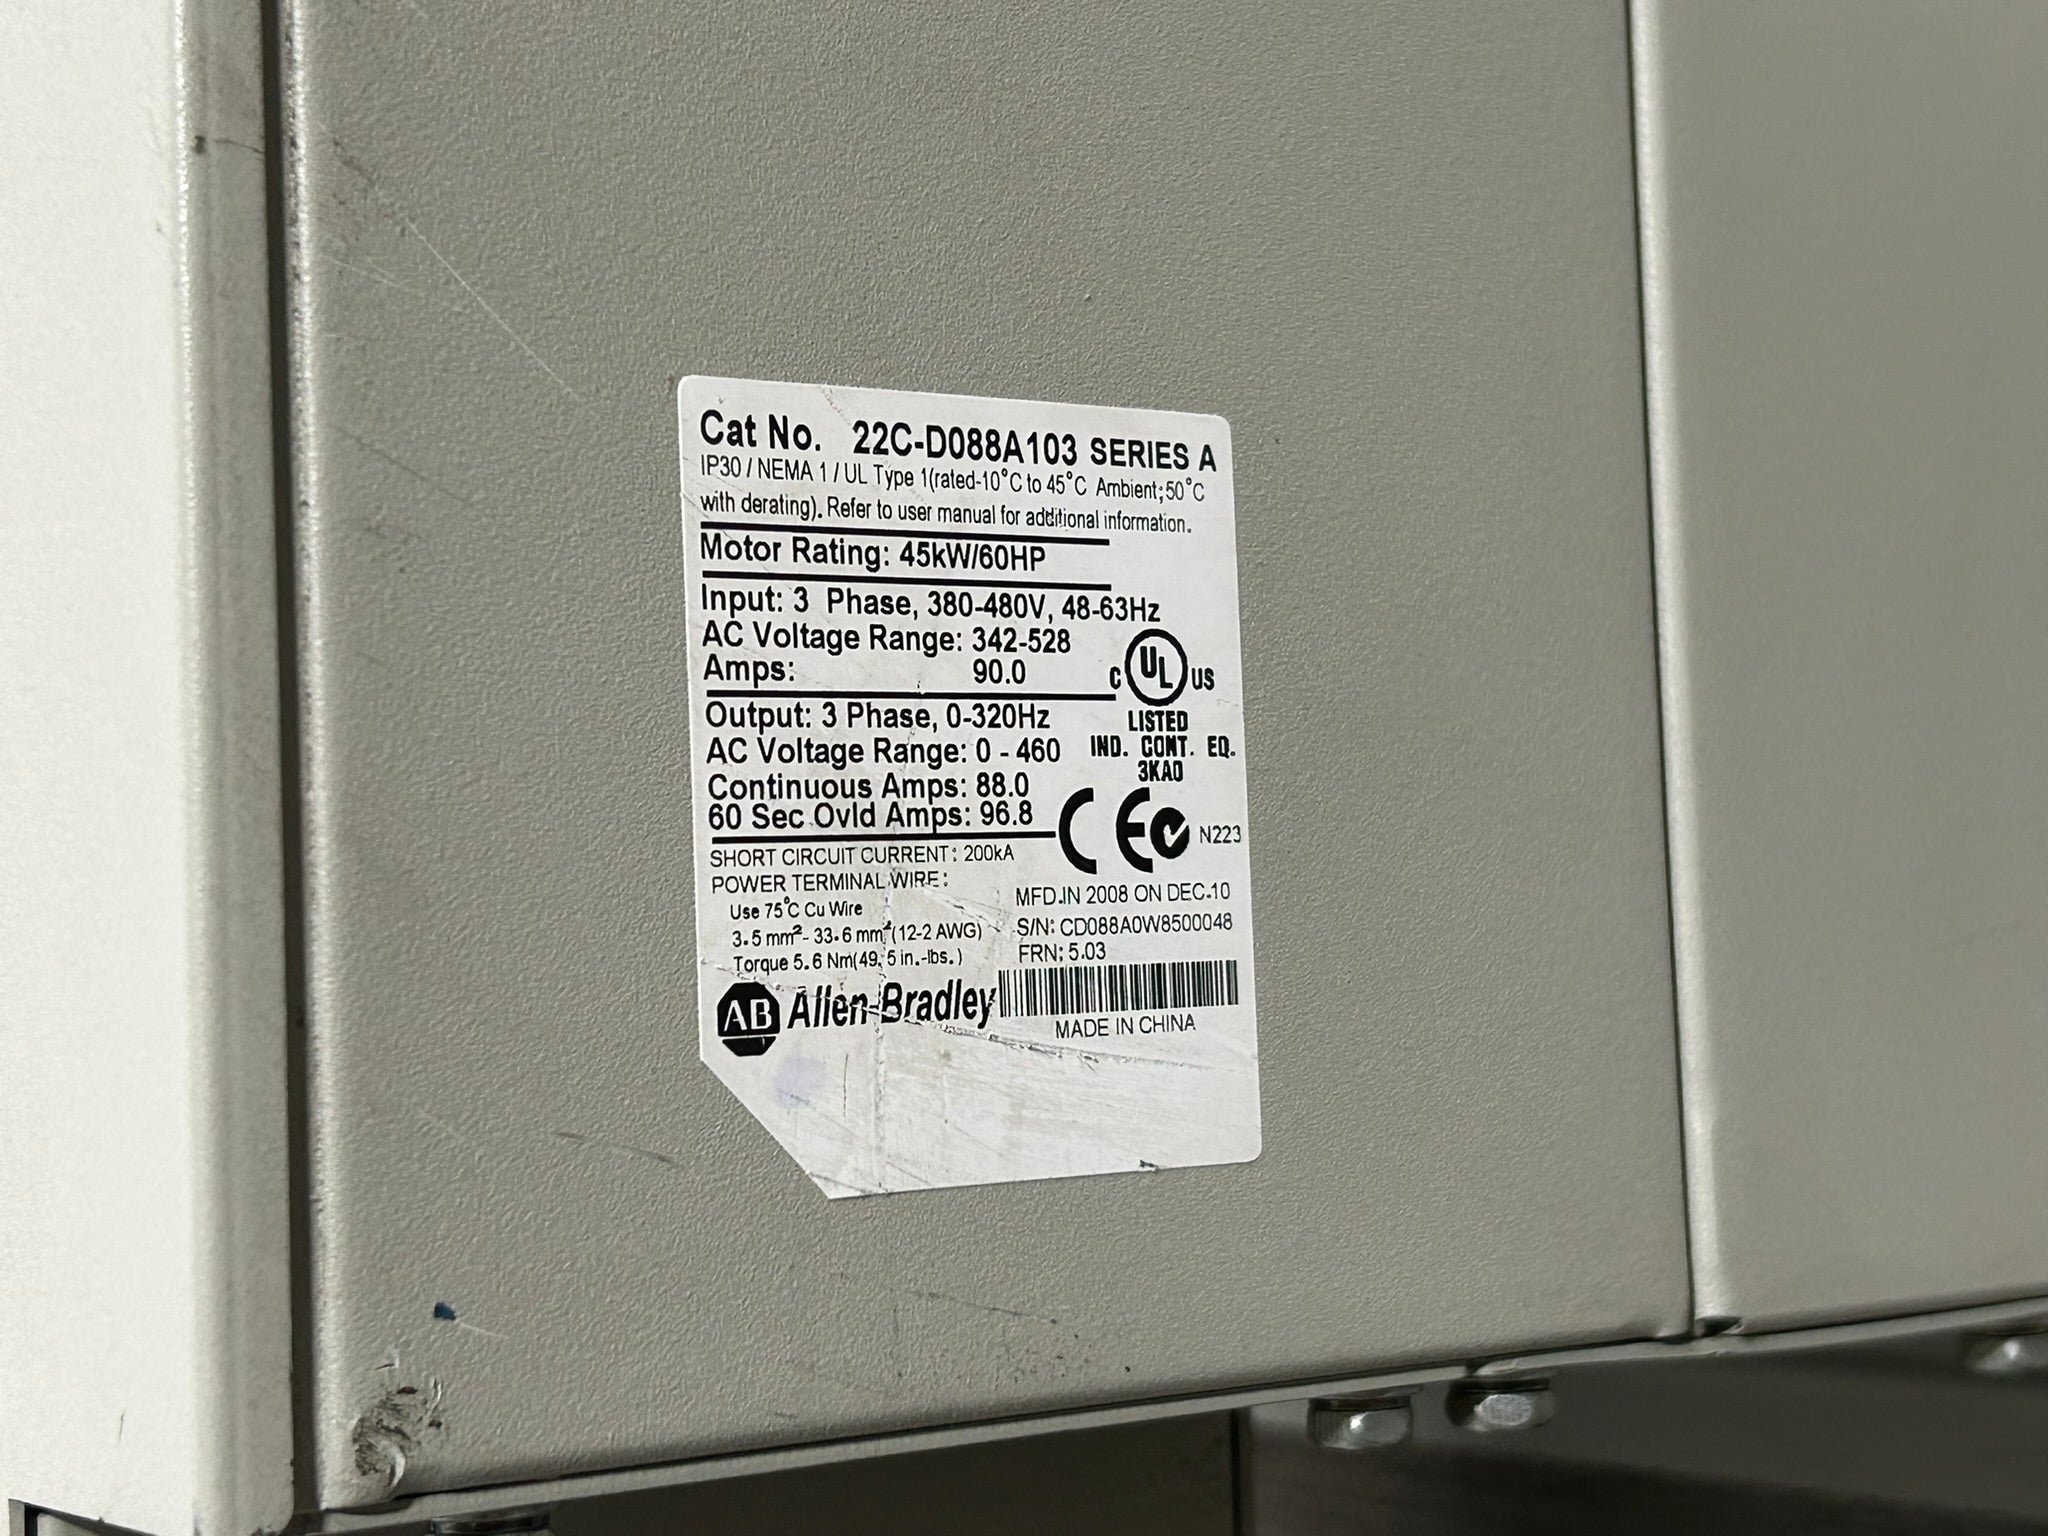 Cat No. 22C-D088A103 SERIES A
IP30 / NEMA 1 / UL Type 1(rated-10°C to 45°C Ambient;50°C
with derating). Refer to user manual for additional information.
Motor Rating: 45kW/60HP
Input: 3 Phase, 380-480V, 48-63Hz
AC Voltage Range: 342-528
Amps: 90.0
C UL US
LISTED
IND. CONT. EQ.
3KA0
Output: 3 Phase, 0-320Hz
AC Voltage Range: 0 - 460
Continuous Amps: 88.0
60 Sec Ovld Amps: 96.8
CE N223
SHORT CIRCUIT CURRENT: 200kA
POWER TERMINAL WIRE:
Use 75°C Cu Wire
3.5 mm²- 33.6 mm²(12-2 AWG)
Torque 5.6 Nm(49.5 in.-lbs.)
MFD.IN 2008 ON DEC.10
S/N: CD088A0W8500048
FRN: 5.03
AB Allen-Bradley
MADE IN CHINA